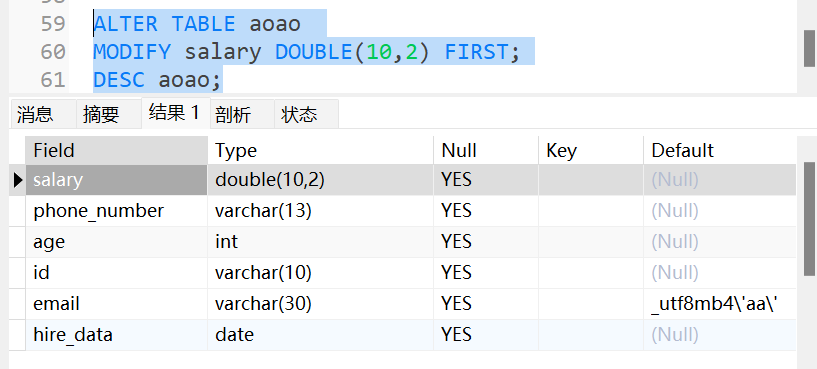 59 ALTER TABLE aoao
60 MODIFY salary DOUBLE(10,2) FIRST;
61 DESC aoao;
消息 摘要 结果 1 剖析 状态
Field Type Null Key Default
salary double(10,2) YES (Null)
phone_number varchar(13) YES (Null)
age int YES (Null)
id varchar(10) YES (Null)
email varchar(30) YES _utf8mb4\'aa\'
hire_data date YES (Null)